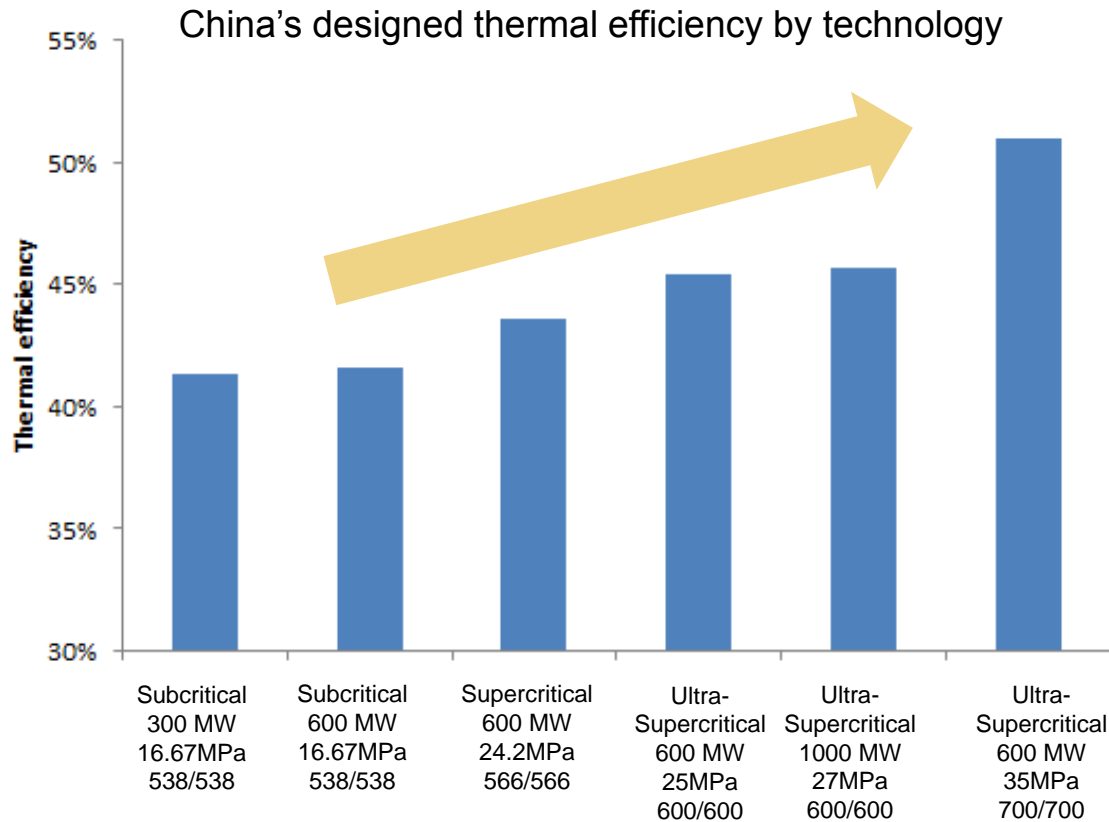 China’s designed thermal efficiency by technology
55%
50%
45%
40%
35%
30%
Thermal efficiency
Subcritical
300 MW
16.67MPa
538/538
Subcritical
600 MW
16.67MPa
538/538
Supercritical
600 MW
24.2MPa
566/566
Ultra-
Supercritical
600 MW
25MPa
600/600
Ultra-
Supercritical
1000 MW
27MPa
600/600
Ultra-
Supercritical
600 MW
35MPa
700/700